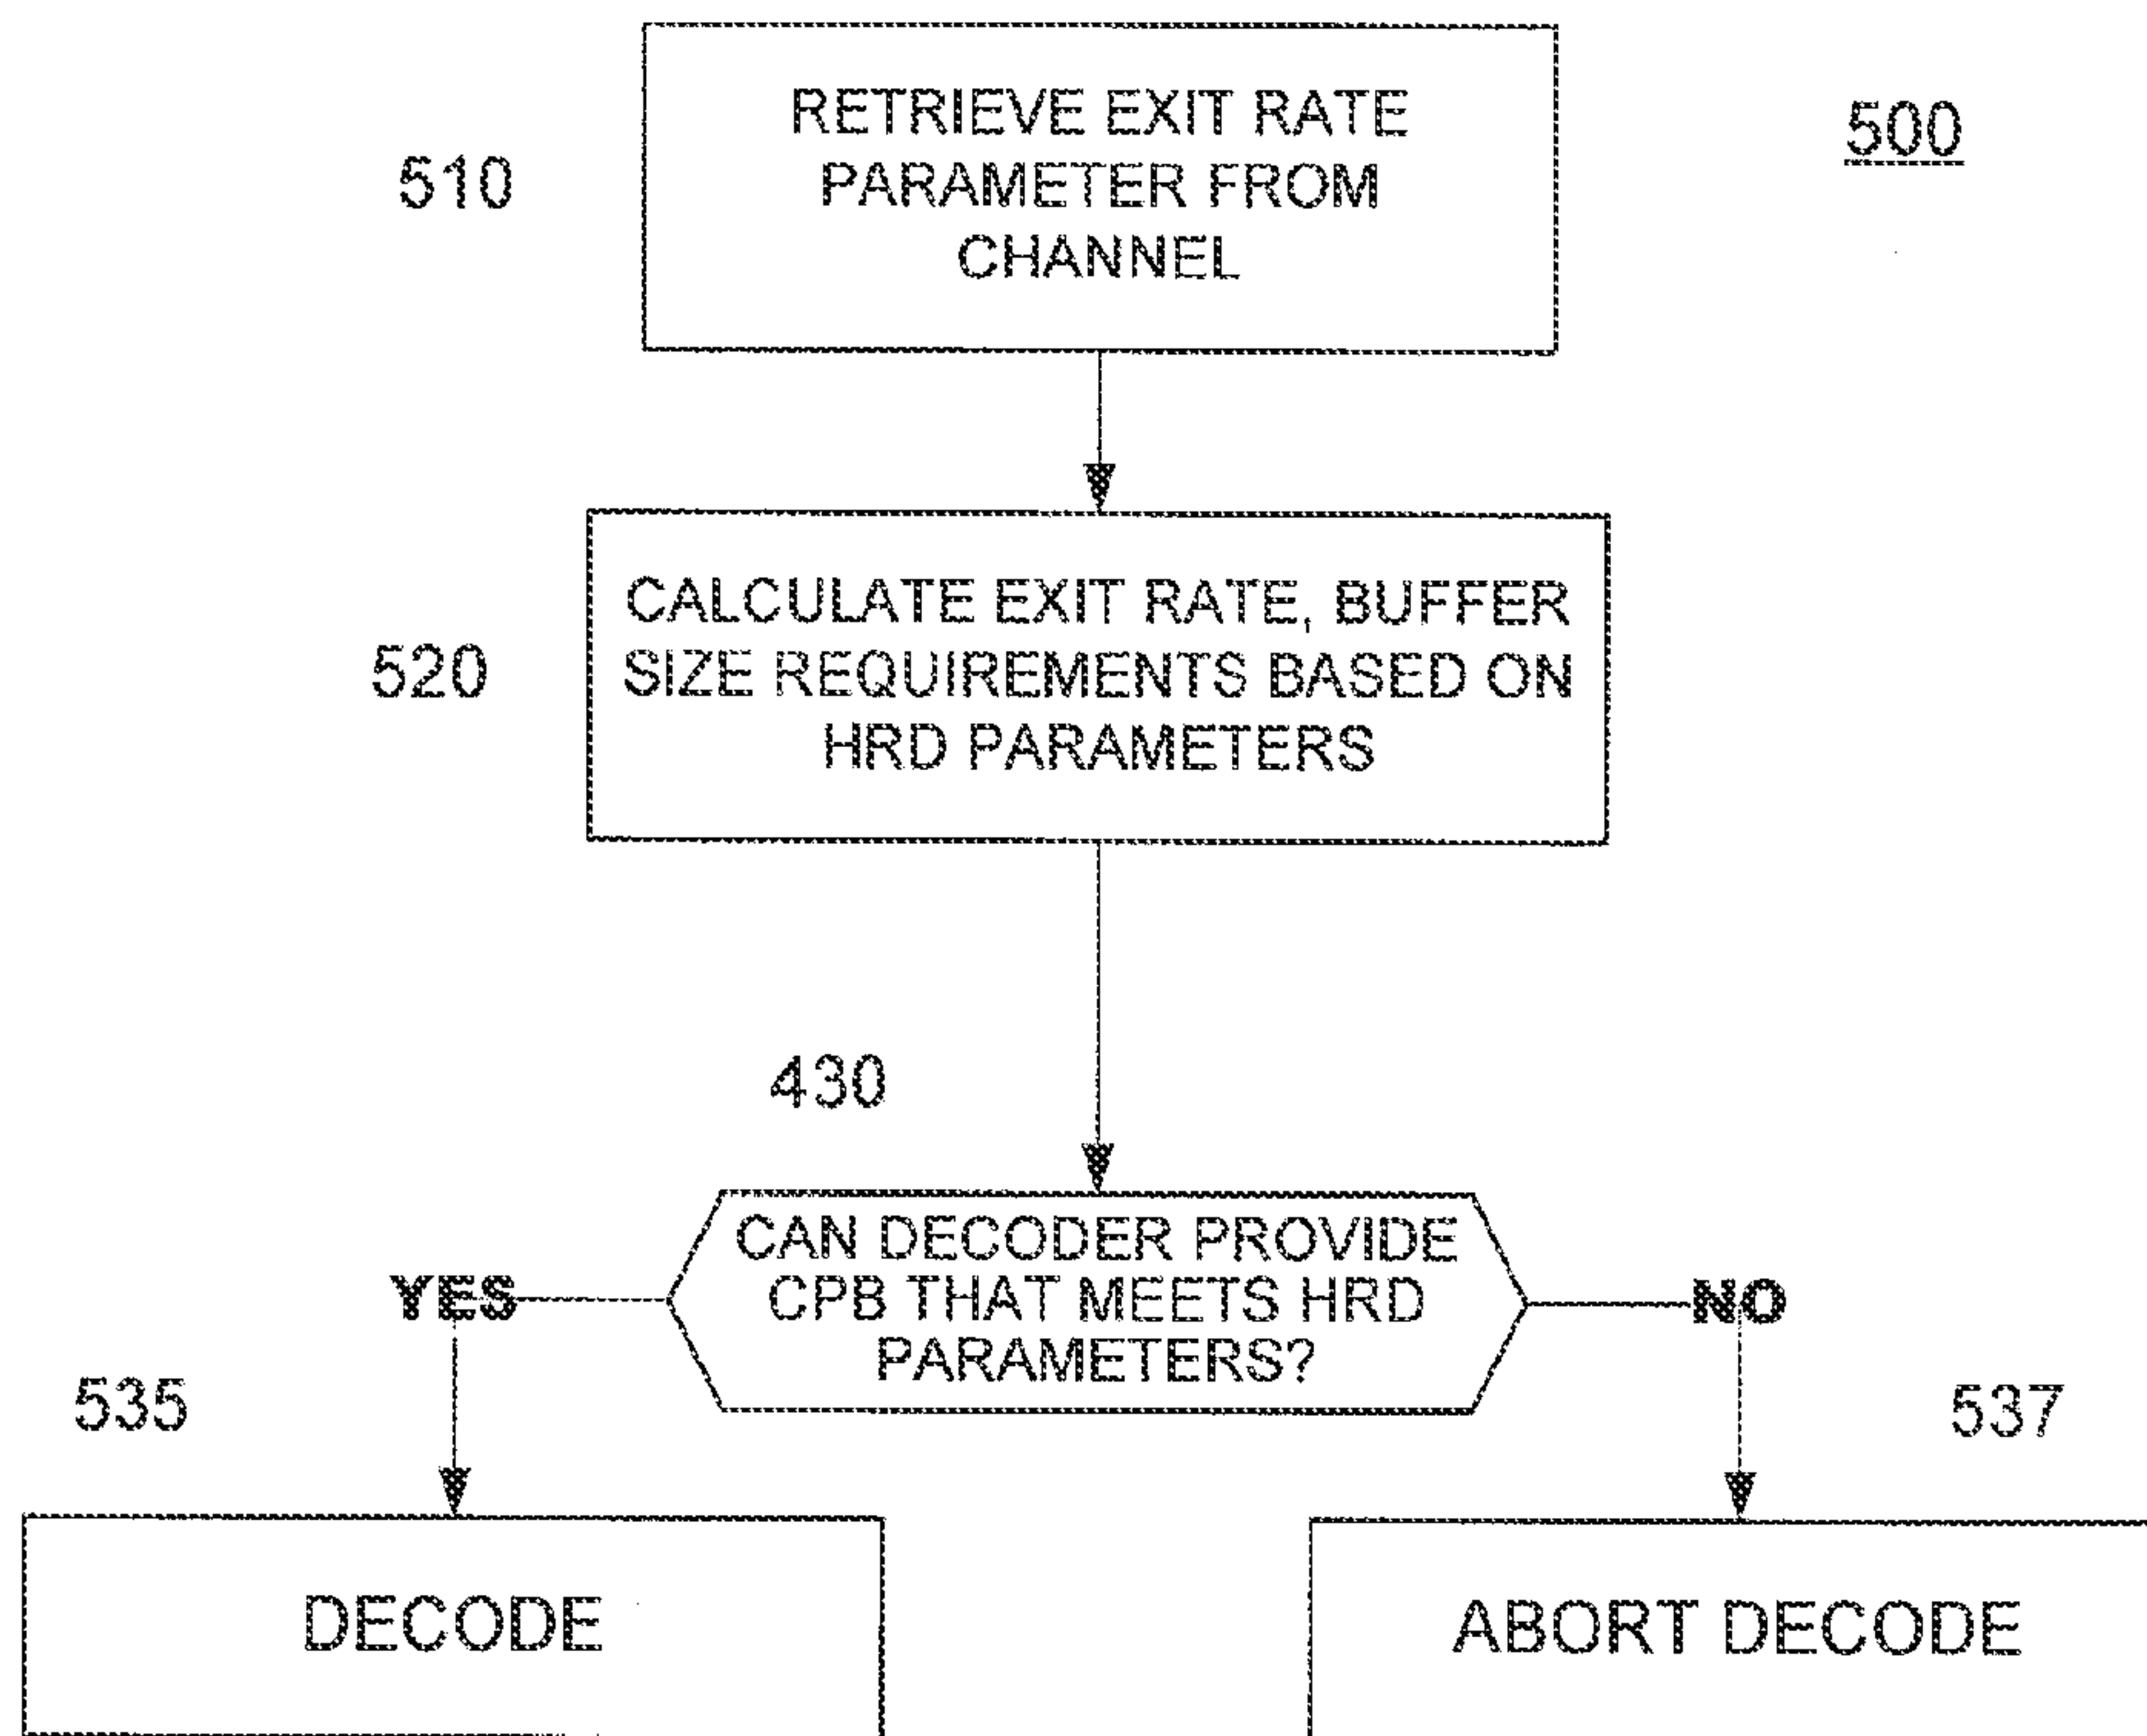 RETRIEVE EXIT RATE
PARAMETER FROM
CHANNEL
500
510
CALCULATE EXIT RATE, BUFFER
SIZE REQUIREMENTS BASED ON
HRD PARAMETERS
520
430
CAN DECODER PROVIDE
CPB THAT MEETS HRD
PARAMETERS?
YES
NO
535
537
DECODE
ABORT DECODE